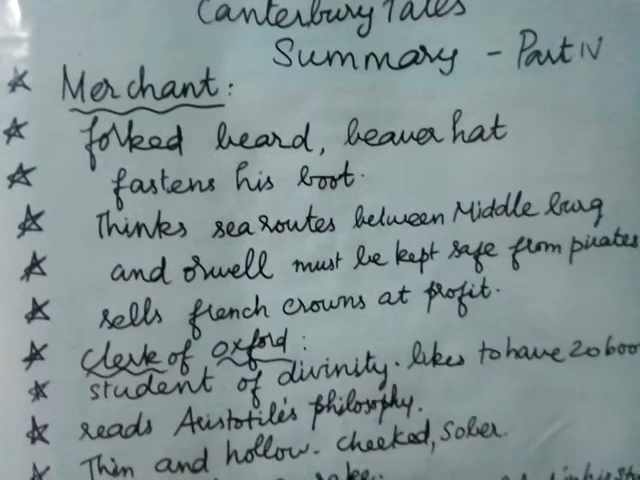 Canterbury Tales
Summary - Part IV
Merchant:
forked beard, beaver hat
fastens his boot.
Thinks sea routes between Middle burg
and orwell must be kept safe from pirates
sells french crowns at profit.
Clerk of Oxford:
student of divinity. likes to have 20 boo
reads Aristotile's philosophy.
Thin and hollow-cheeked, sober.